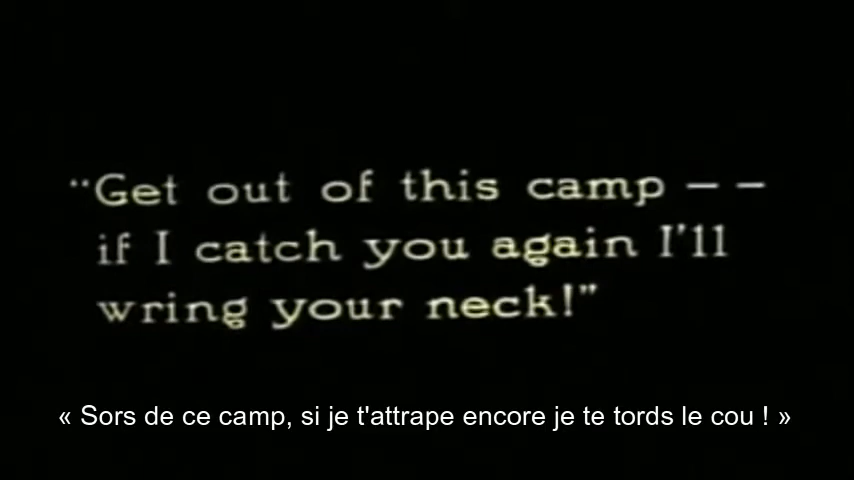 "Get out of this camp — —
if I catch you again I'll
wring your neck!"
« Sors de ce camp, si je t'attrape encore je te tords le cou ! »